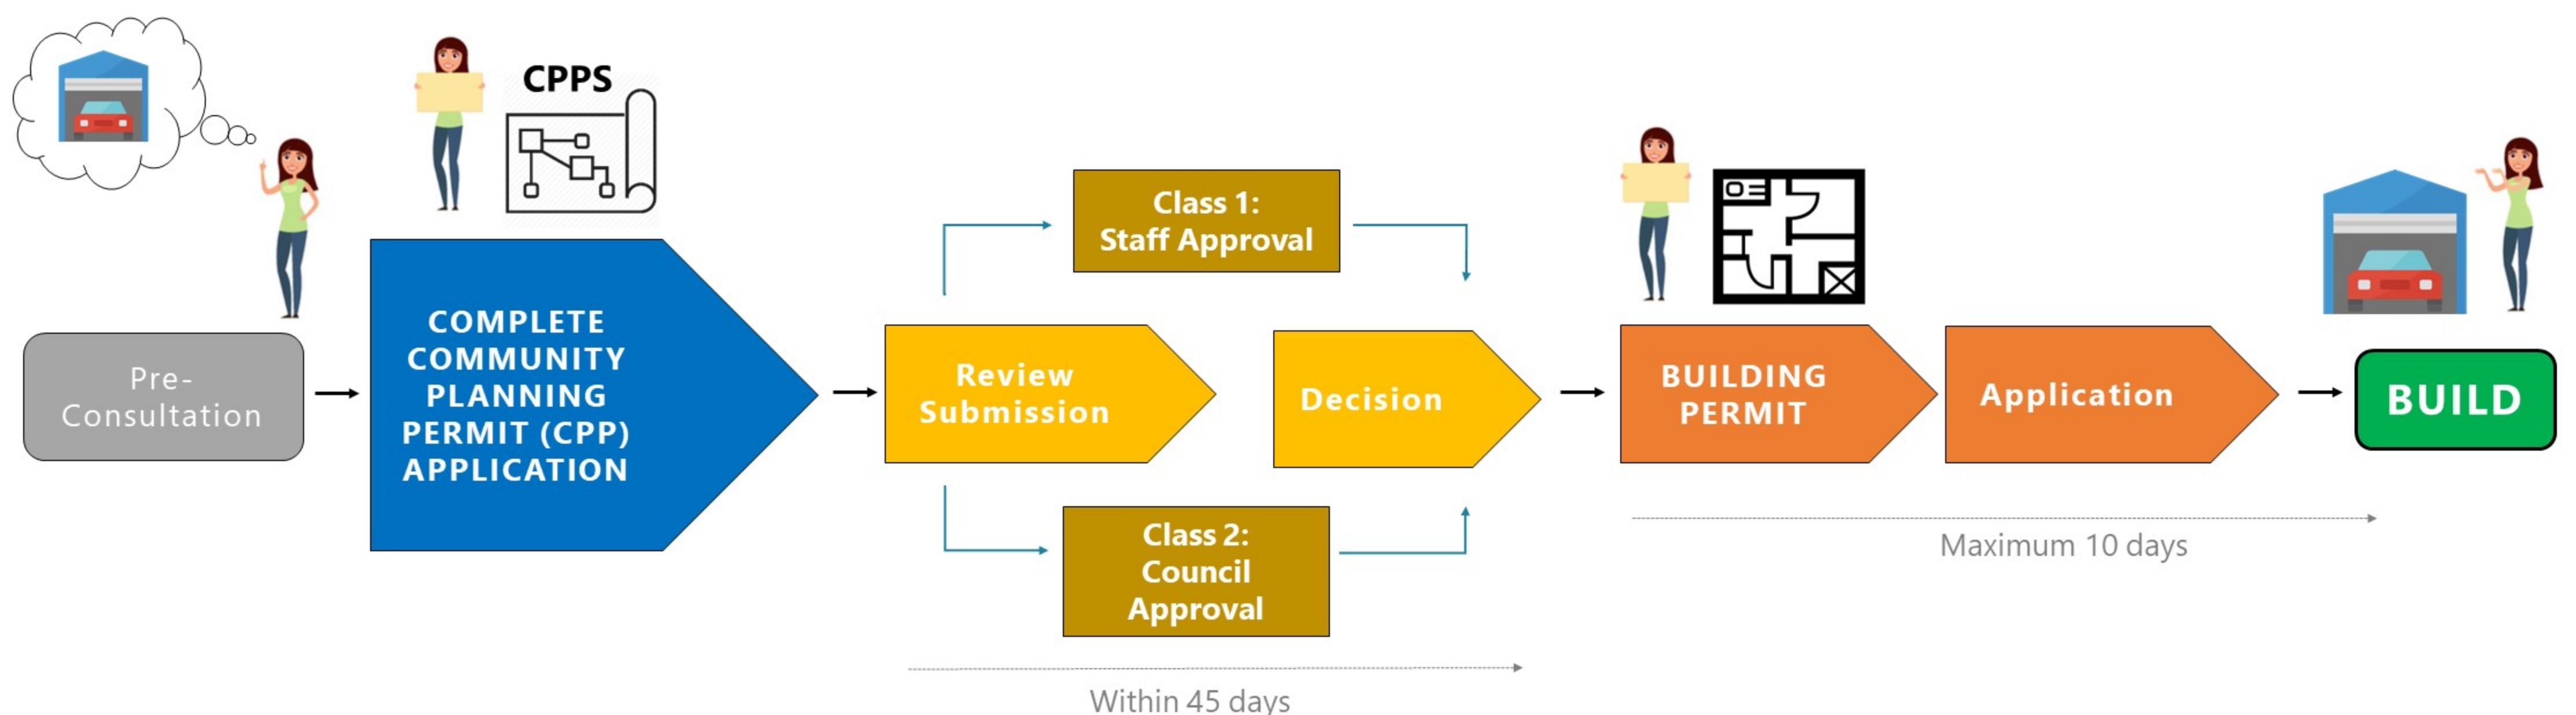 CPPS
Pre-
Consultation
COMPLETE
COMMUNITY
PLANNING
PERMIT (CPP)
APPLICATION
Review
Submission
Class 1:
Staff Approval
Class 2:
Council
Approval
Decision
Within 45 days
BUILDING
PERMIT
Application
Maximum 10 days
BUILD